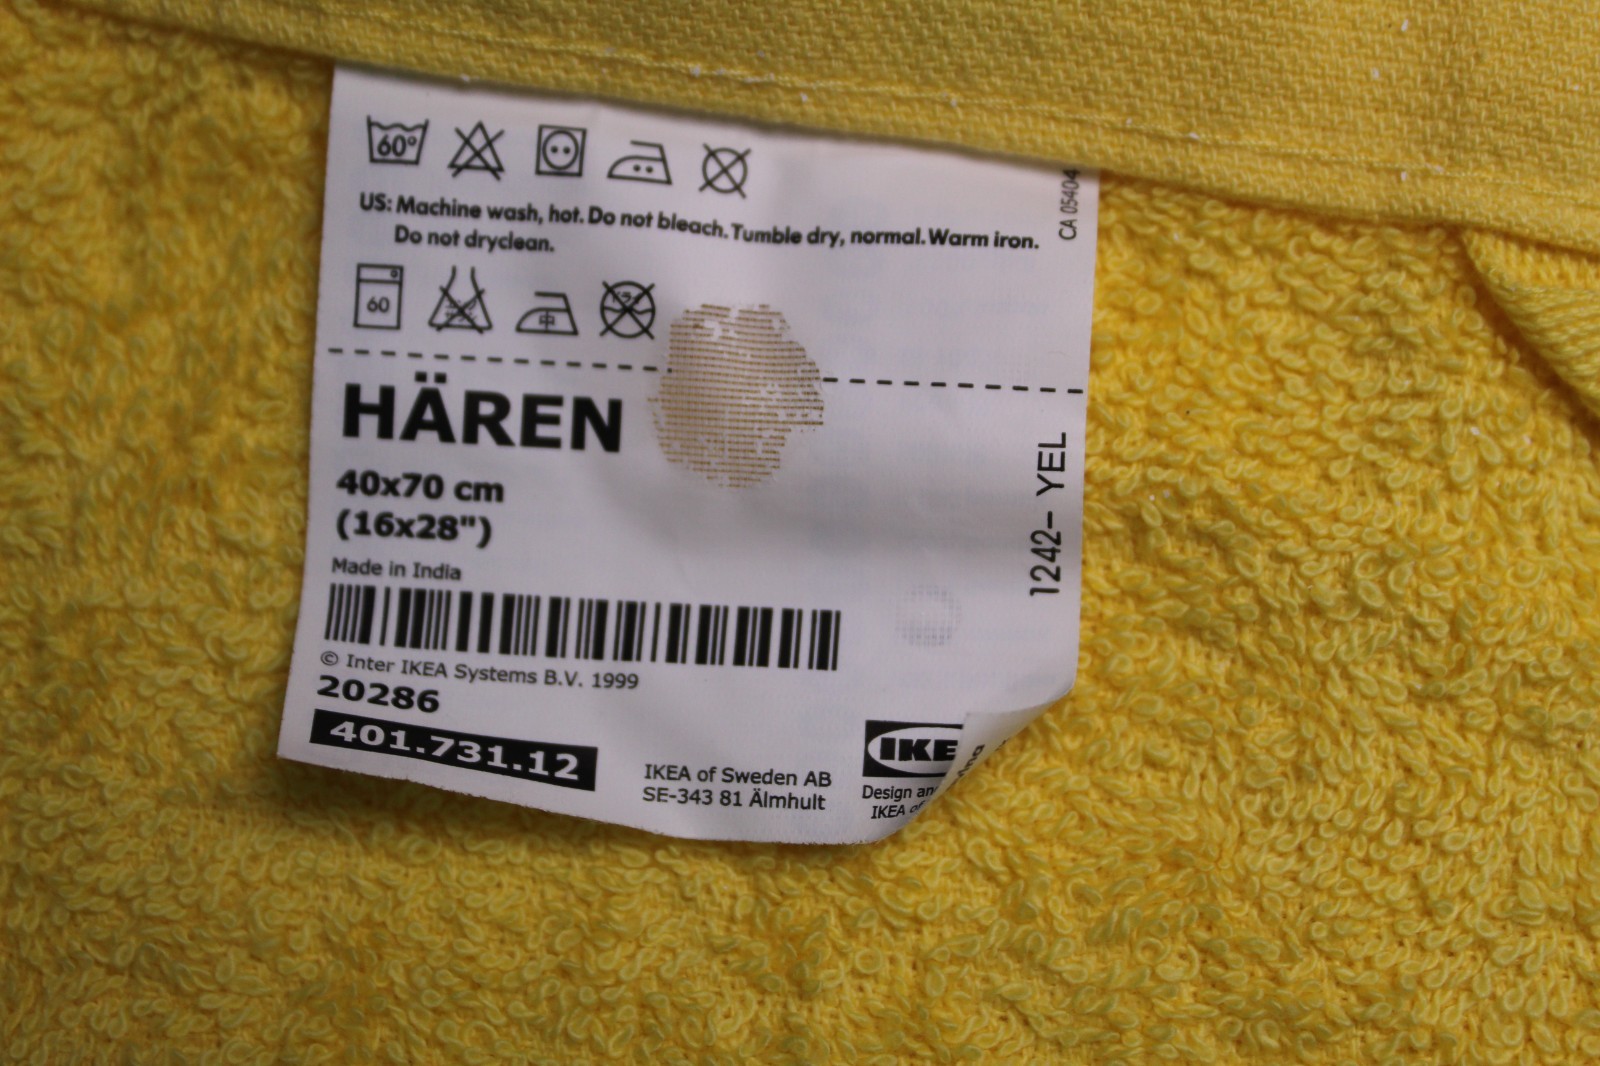 60°
US: Machine wash, hot. Do not bleach. Tumble dry, normal. Warm iron.
Do not dryclean.
CA 05404
60
中
HÄREN
40x70 cm
(16x28")
Made in India
1242– YEL
© Inter IKEA Systems B.V. 1999
20286
401.731.12
IKEA of Sweden AB
SE-343 81 Älmhult
IKE
Design an
IKEA of